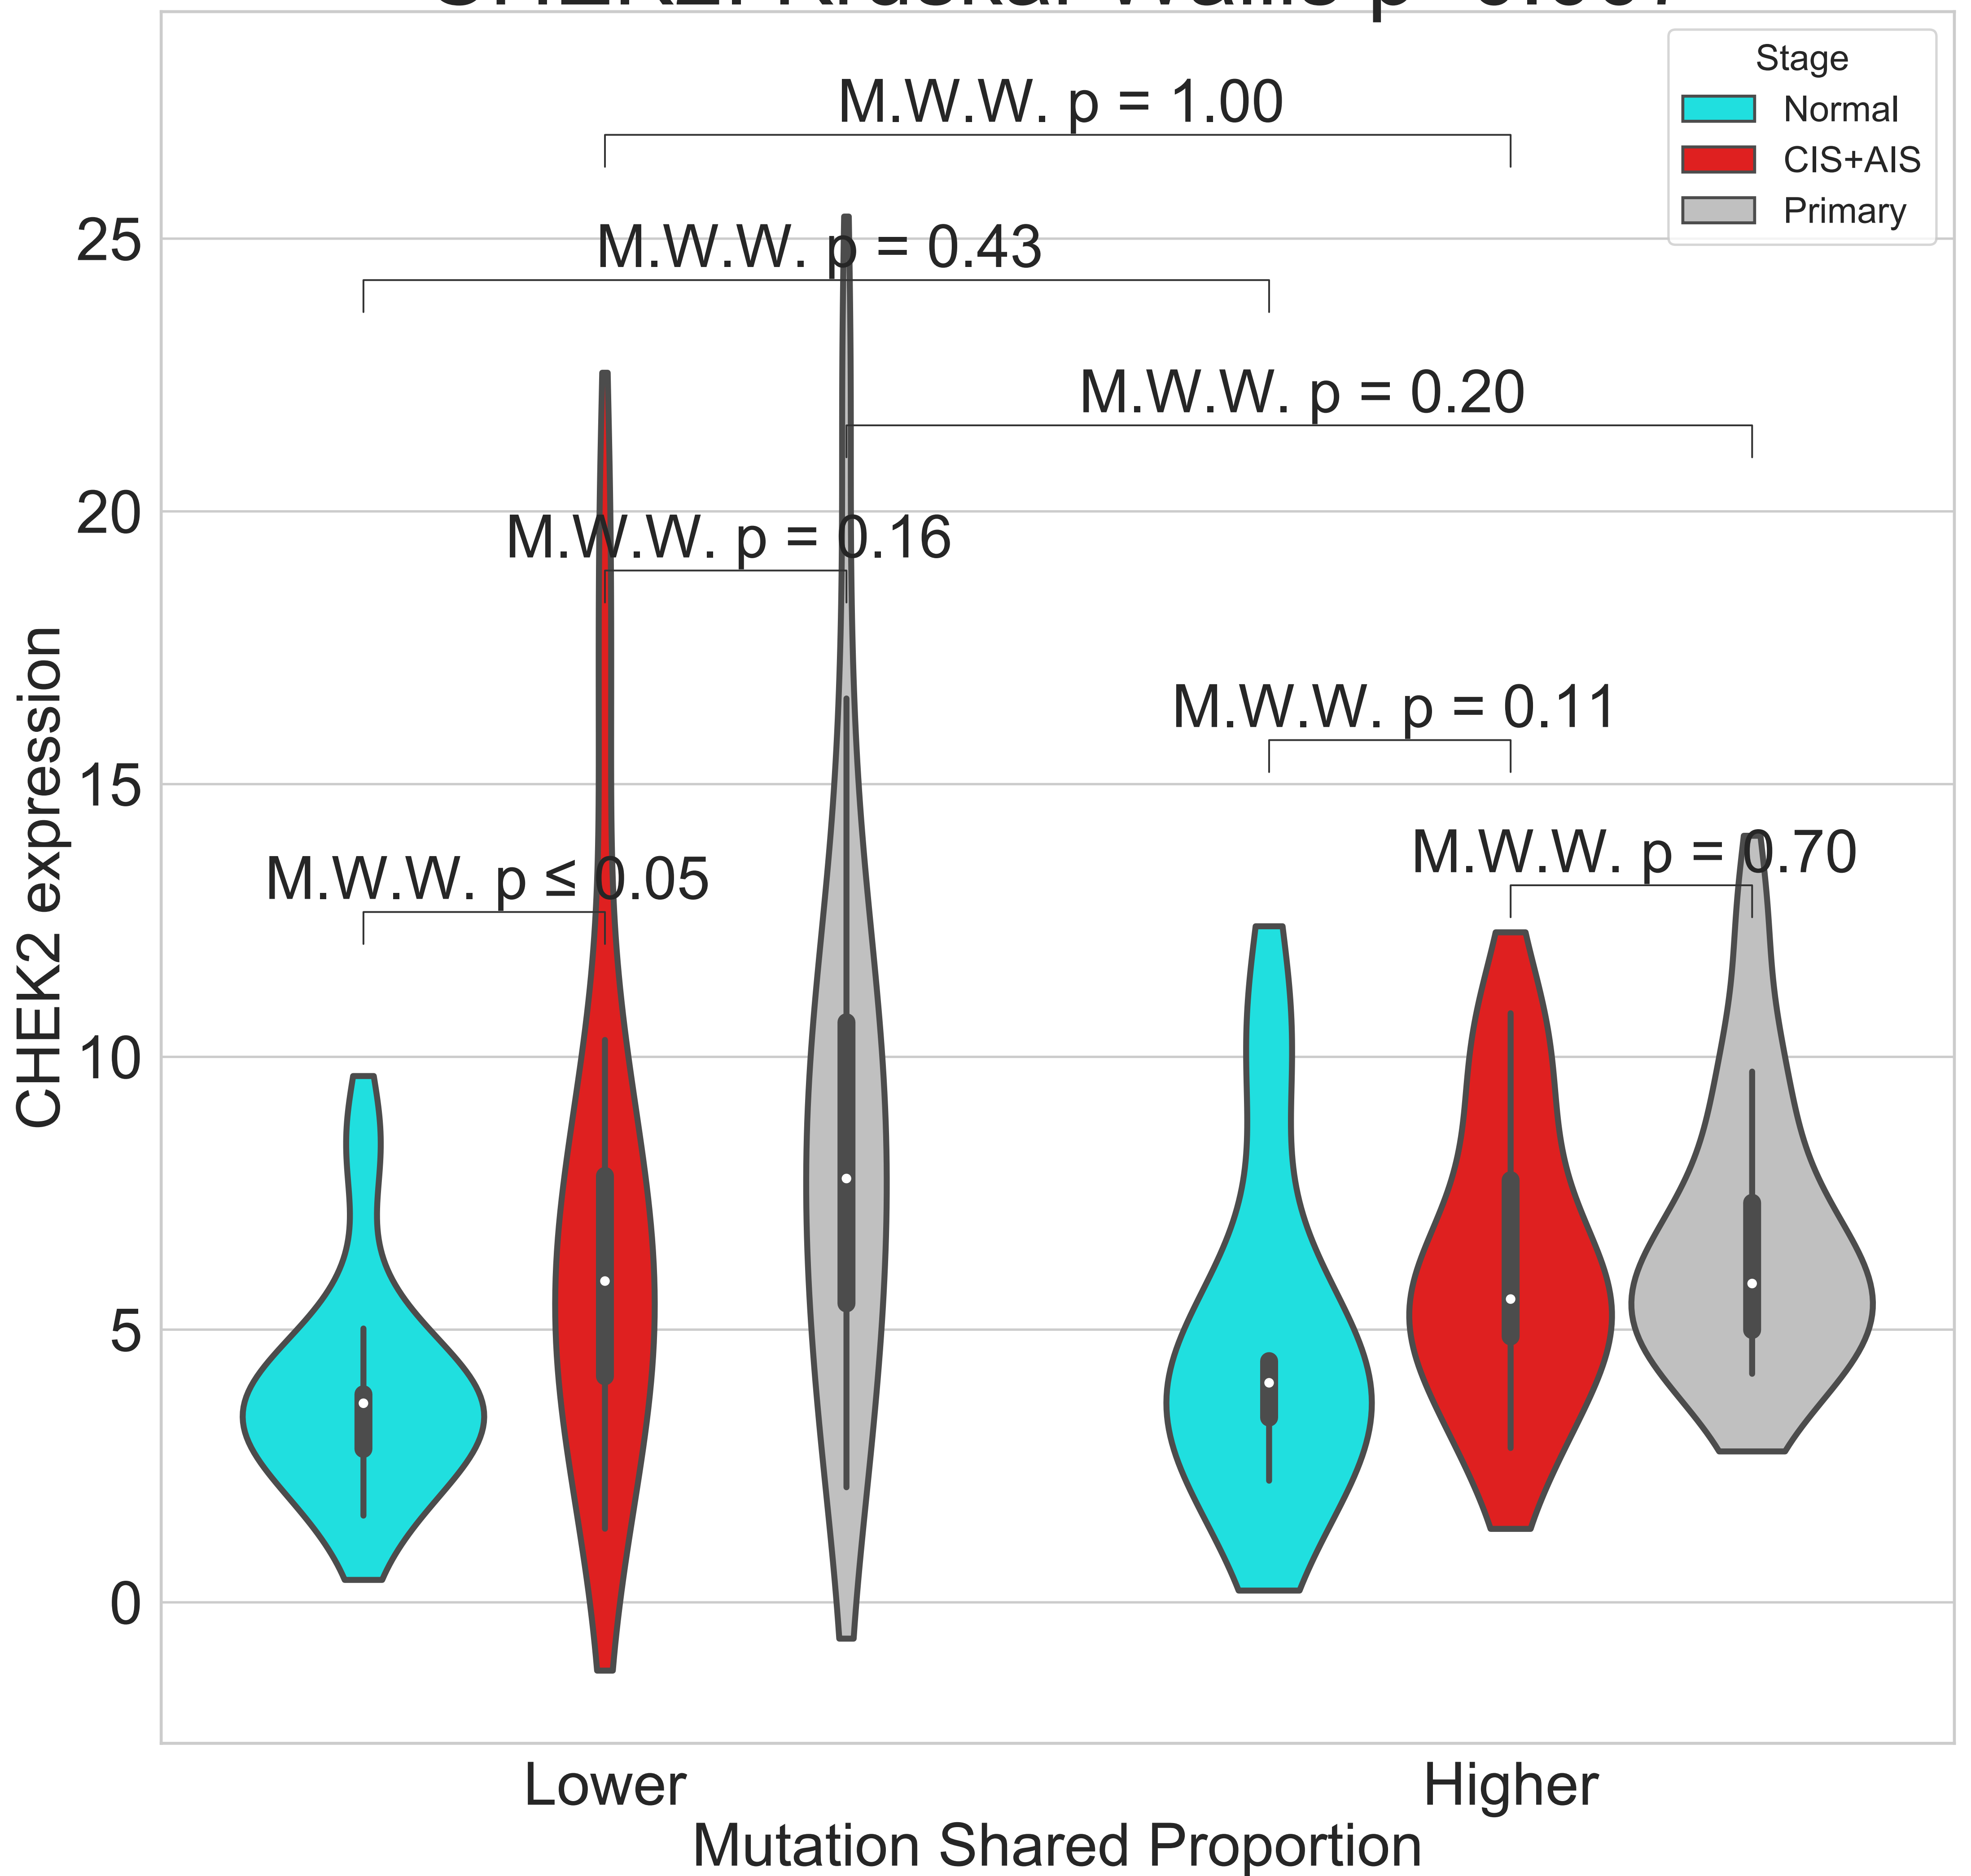 Stage
Normal
CIS+AIS
Primary
M.W.W. p = 1.00
M.W.W. p = 0.43
M.W.W. p = 0.20
M.W.W. p = 0.16
M.W.W. p = 0.11
M.W.W. p = 0.70
M.W.W. p ≤ 0.05
25
20
15
10
5
0
CHEK2 expression
Lower
Higher
Mutation Shared Proportion